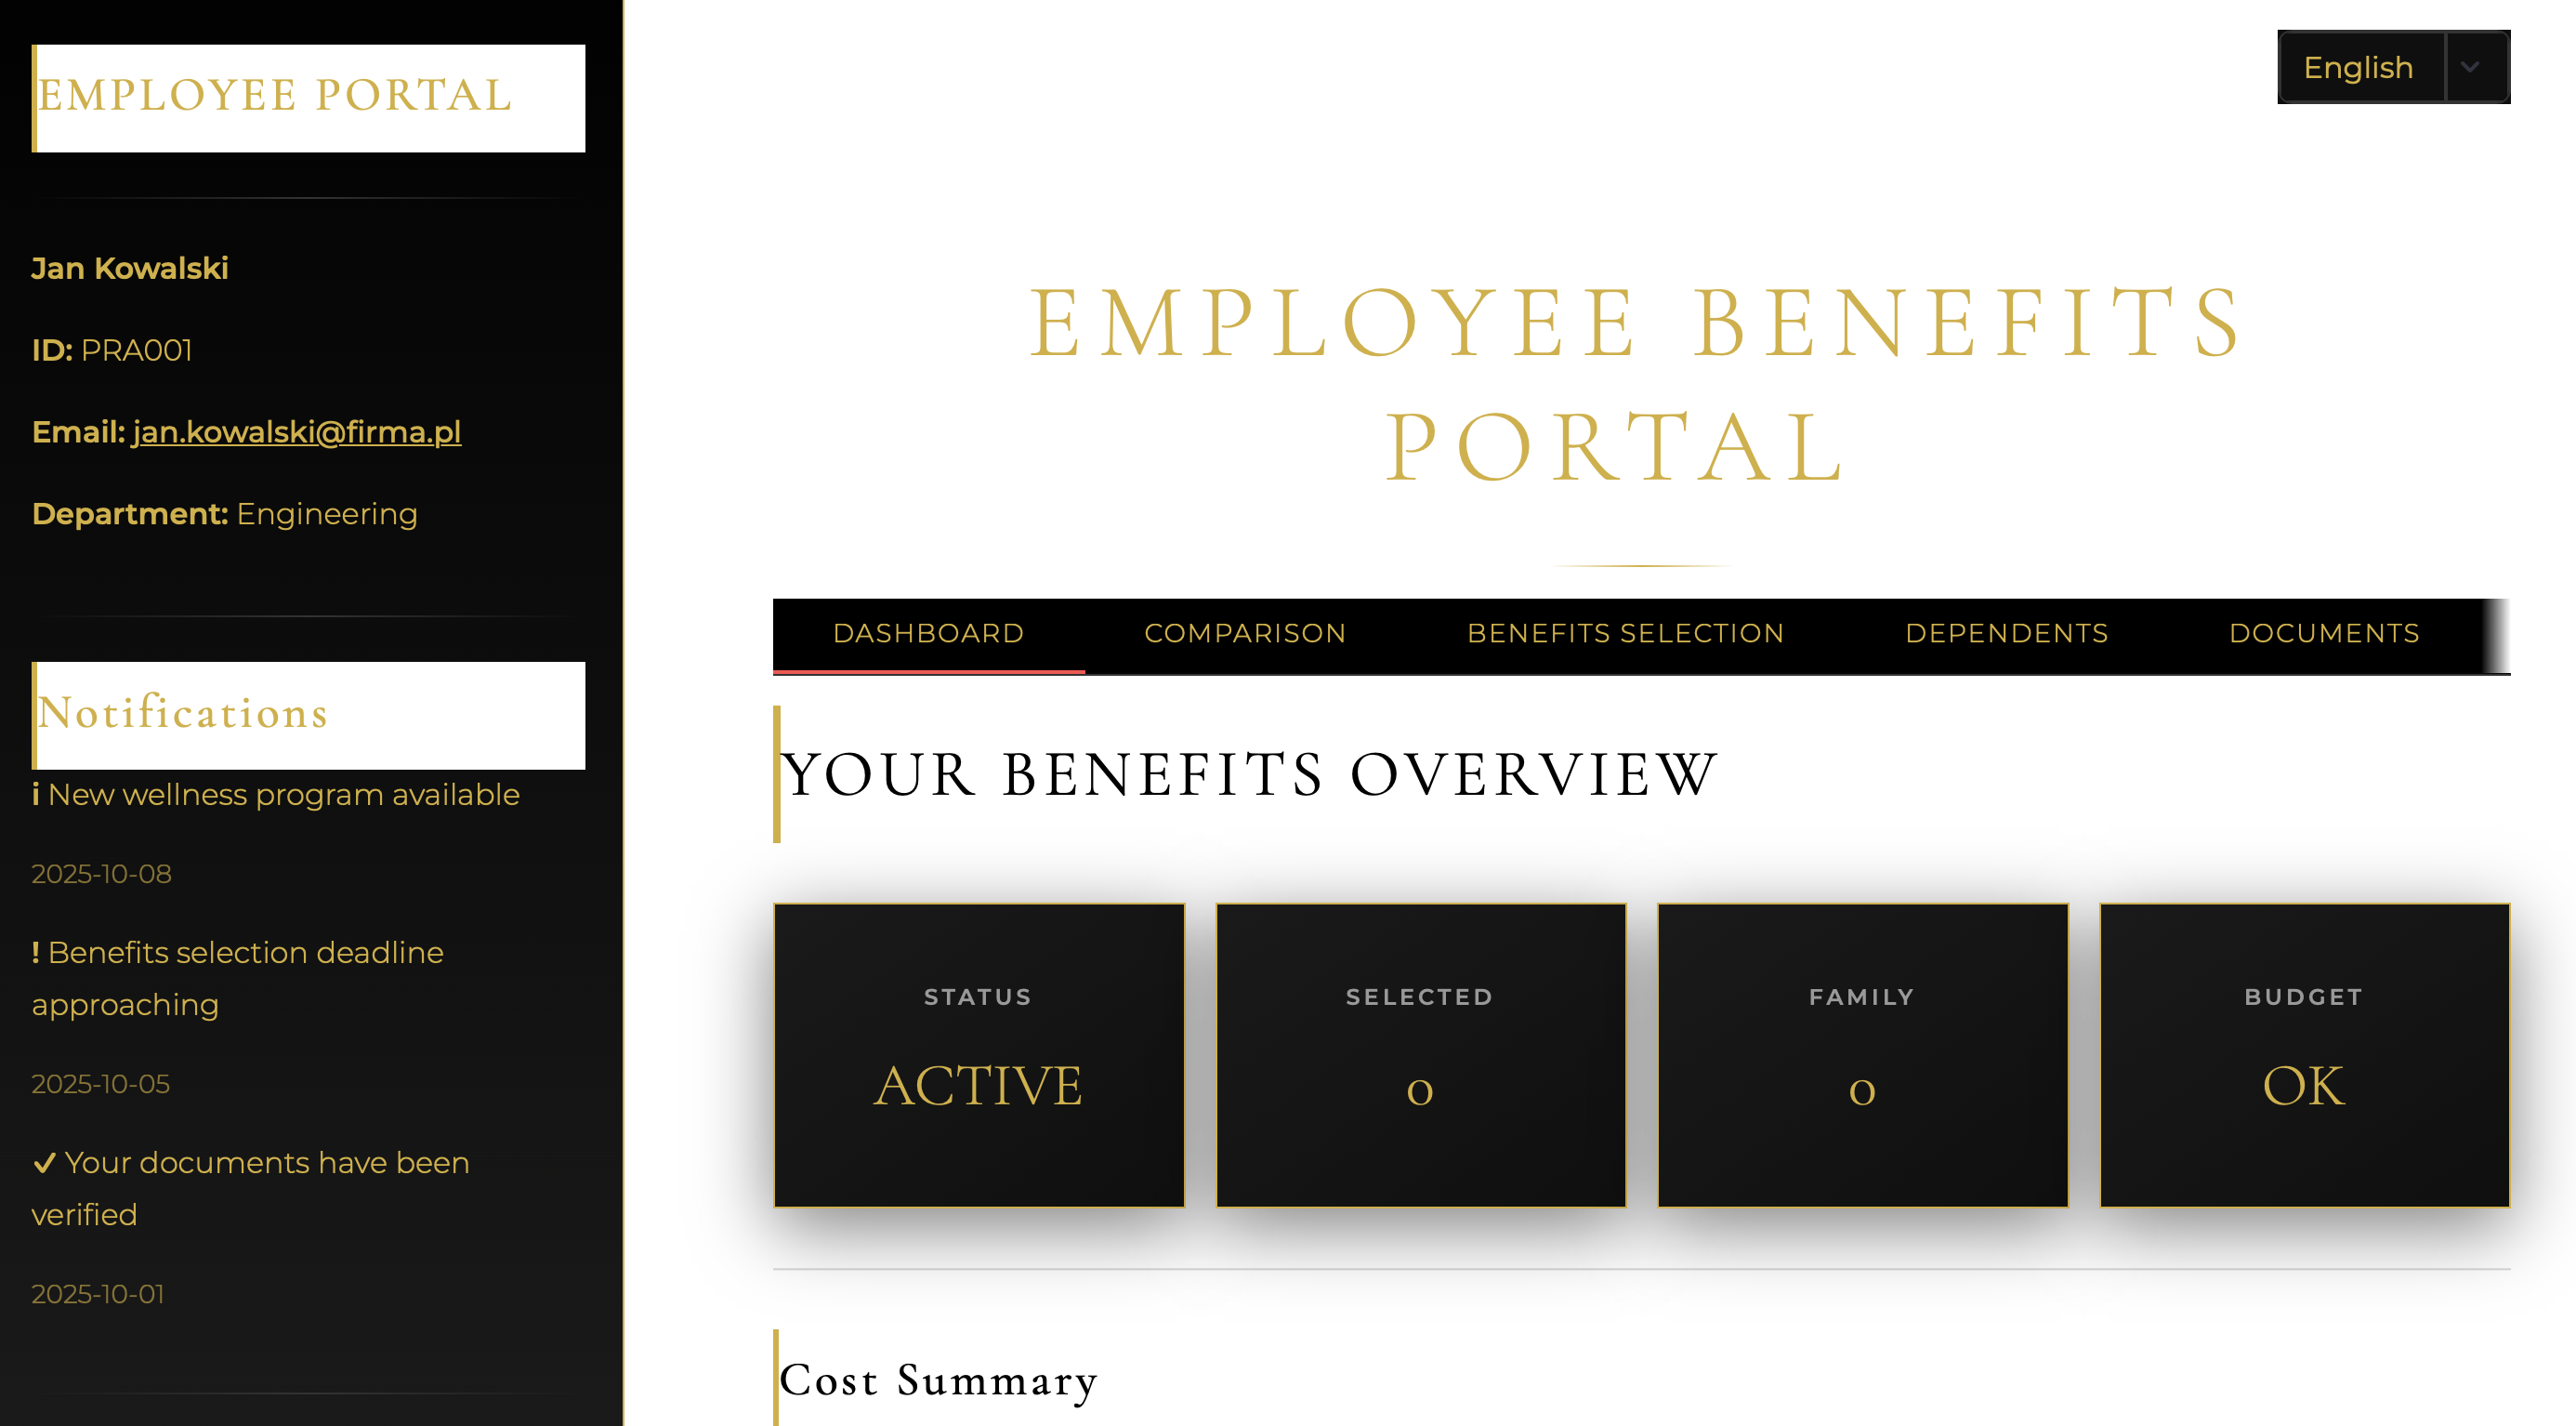 EMPLOYEE PORTAL
Jan Kowalski
ID: PRA001
Email: jan.kowalski@firma.pl
Department: Engineering
Notifications
i New wellness program available
2025-10-08
! Benefits selection deadline
approaching
2025-10-05
✔ Your documents have been
verified
2025-10-01
English
EMPLOYEE BENEFITS
PORTAL
DASHBOARD COMPARISON BENEFITS SELECTION DEPENDENTS DOCUMENTS
YOUR BENEFITS OVERVIEW
STATUS SELECTED FAMILY BUDGET
ACTIVE 0 0 OK
Cost Summary